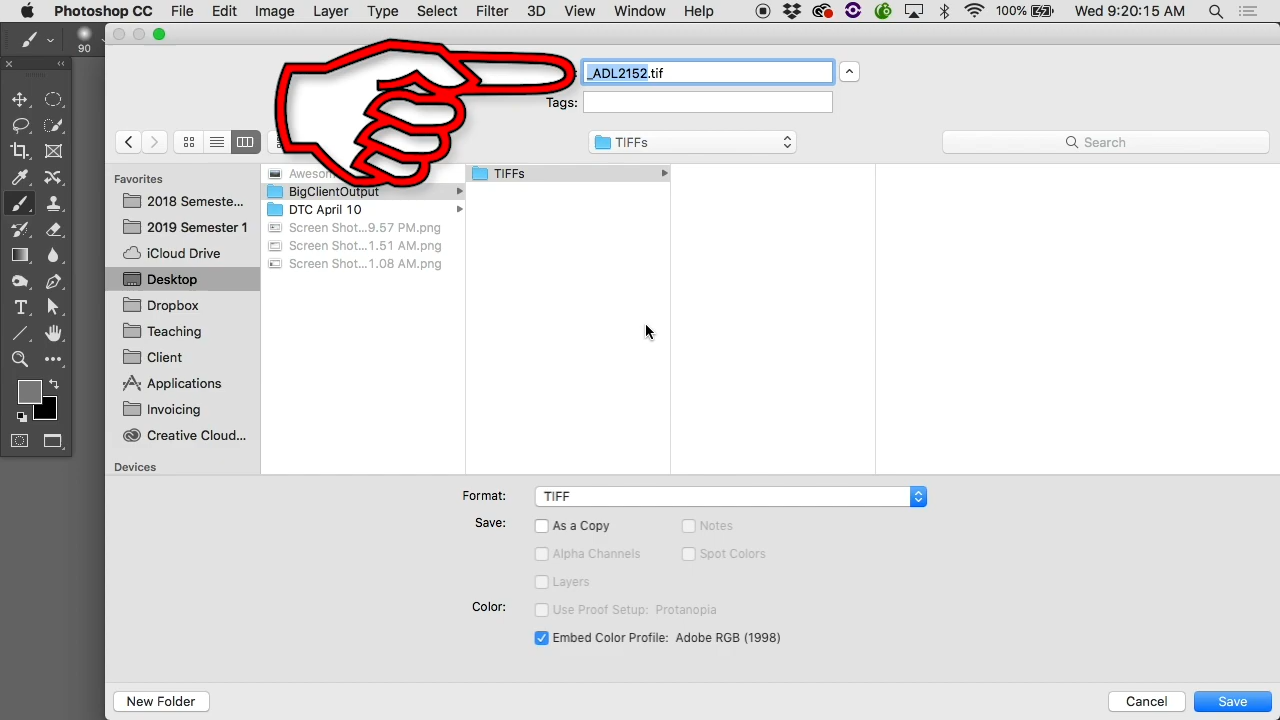 Photoshop CC File Edit Image Layer Type Select Filter 3D View Window Help 100% Wed 9:20:15 AM
90
_ADL2152.tif
Tags:
TIFFs
Search
Favorites
2018 Semeste...
2019 Semester 1
iCloud Drive
Desktop
Dropbox
Teaching
Client
Applications
Invoicing
Creative Cloud...
Devices
Awesom
BigClientOutput
DTC April 10
Screen Shot...9.57 PM.png
Screen Shot...1.51 AM.png
Screen Shot...1.08 AM.png
TIFFs
Format: TIFF
Save: As a Copy Notes
Alpha Channels Spot Colors
Layers
Color: Use Proof Setup: Protanopia
Embed Color Profile: Adobe RGB (1998)
New Folder Cancel Save